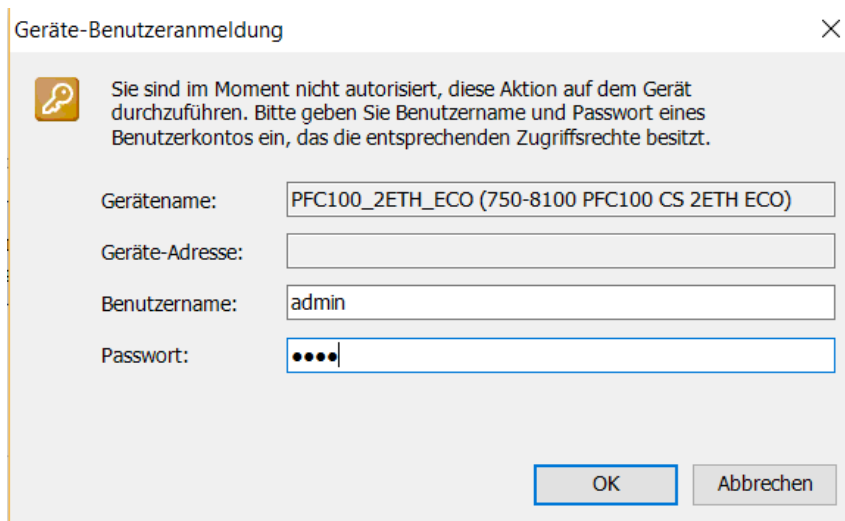 Geräte-Benutzeranmeldung
Sie sind im Moment nicht autorisiert, diese Aktion auf dem Gerät
durchzuführen. Bitte geben Sie Benutzername und Passwort eines
Benutzerkontos ein, das die entsprechenden Zugriffsrechte besitzt.
Gerätename: PFC100_2ETH_ECO (750-8100 PFC100 CS 2ETH ECO)
Geräte-Adresse:
Benutzername: admin
Passwort: ●●●●
OK Abbrechen